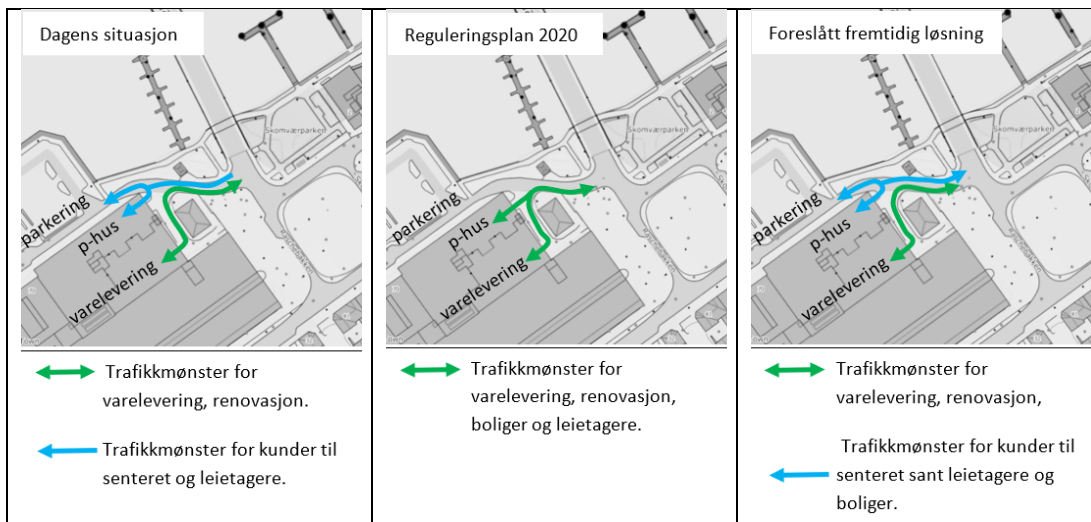 Dagens situasjon
Skomværparken
parkering
p-hus
varelevering
Trafikkmønster for
varelevering, renovasjon.
Trafikkmønster for kunder til
senteret og leietagere.
Reguleringsplan 2020
Skomværparken
parkering
p-hus
varelevering
Trafikkmønster for
varelevering, renovasjon,
boliger og leietagere.
Foreslått fremtidig løsning
Skomværparken
parkering
p-hus
varelevering
Trafikkmønster for
varelevering, renovasjon,
Trafikkmønster for kunder til
senteret sant leietagere og
boliger.